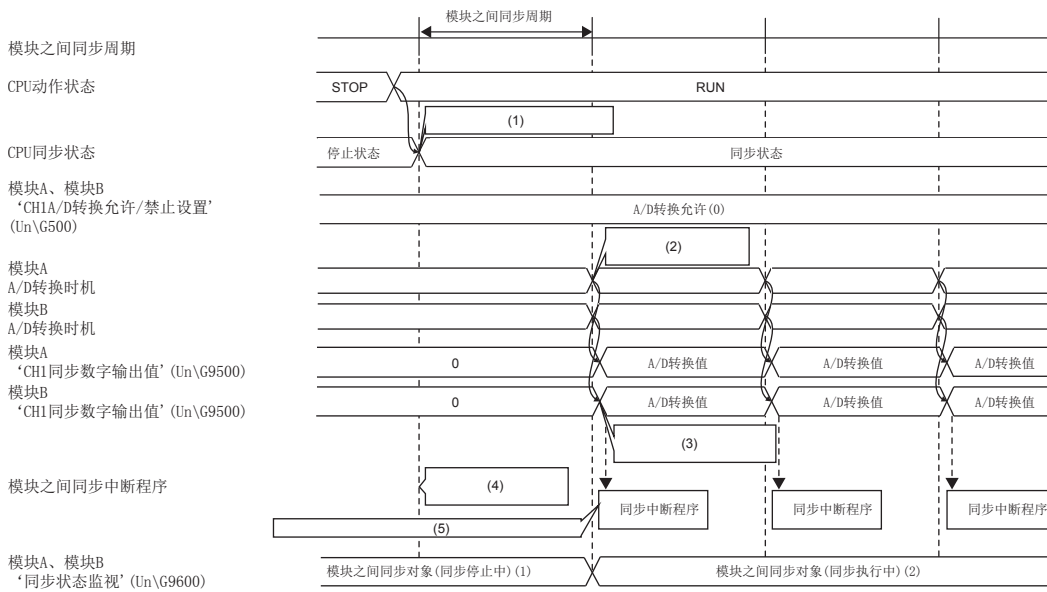 模块之间同步周期
模块之间同步周期
CPU动作状态
STOP
RUN
(1)
CPU同步状态
停止状态
同步状态
模块A、模块B
‘CH1A/D转换允许/禁止设置’
(Un\G500)
A/D转换允许(0)
(2)
模块A
A/D转换时机
模块B
A/D转换时机
模块A
‘CH1同步数字输出值’(Un\G9500)
0
A/D转换值
A/D转换值
A/D转换值
模块B
‘CH1同步数字输出值’(Un\G9500)
0
A/D转换值
A/D转换值
A/D转换值
(3)
模块之间同步中断程序
(4)
同步中断程序
同步中断程序
同步中断程序
(5)
模块A、模块B
‘同步状态监视’(Un\G9600)
模块之间同步对象(同步停止中)(1)
模块之间同步对象(同步执行中)(2)